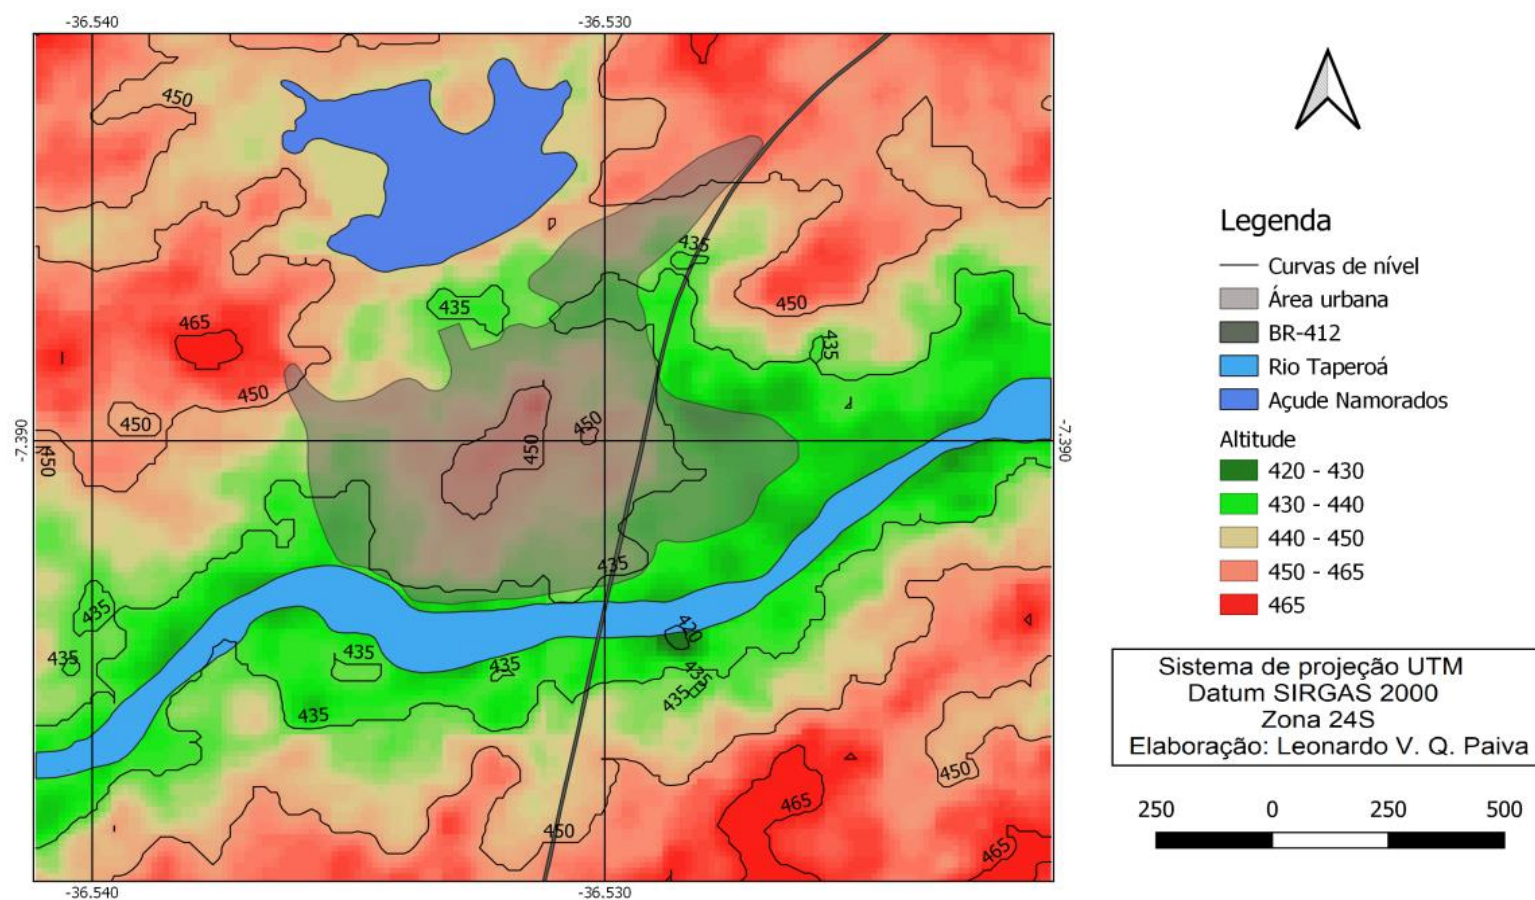 -36.540 -36.530
450
435
465
435
450
435
450
450
450
450
450
-7.390
-7.390
435
435
420
435
435
435
435
435
435
450
465
450
465
-36.540 -36.530
Legenda
Curvas de nível
Área urbana
BR-412
Rio Taperoá
Açude Namorados
Altitude
420 - 430
430 - 440
440 - 450
450 - 465
465
Sistema de projeção UTM
Datum SIRGAS 2000
Zona 24S
Elaboração: Leonardo V. Q. Paiva
250 0 250 500